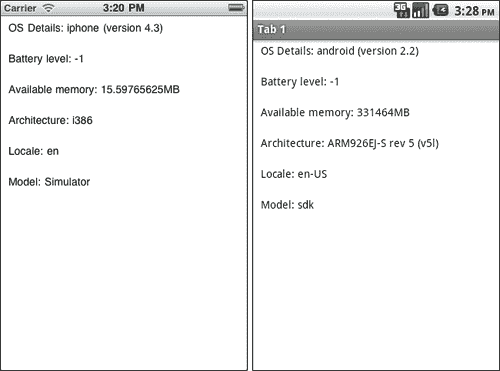 Carrier 3:20 PM
OS Details: iphone (version 4.3)
Battery level: -1
Available memory: 15.59765625MB
Architecture: i386
Locale: en
Model: Simulator
3G 3:28 PM
Tab 1
OS Details: android (version 2.2)
Battery level: -1
Available memory: 331464MB
Architecture: ARM926EJ-S rev 5 (v5l)
Locale: en-US
Model: sdk